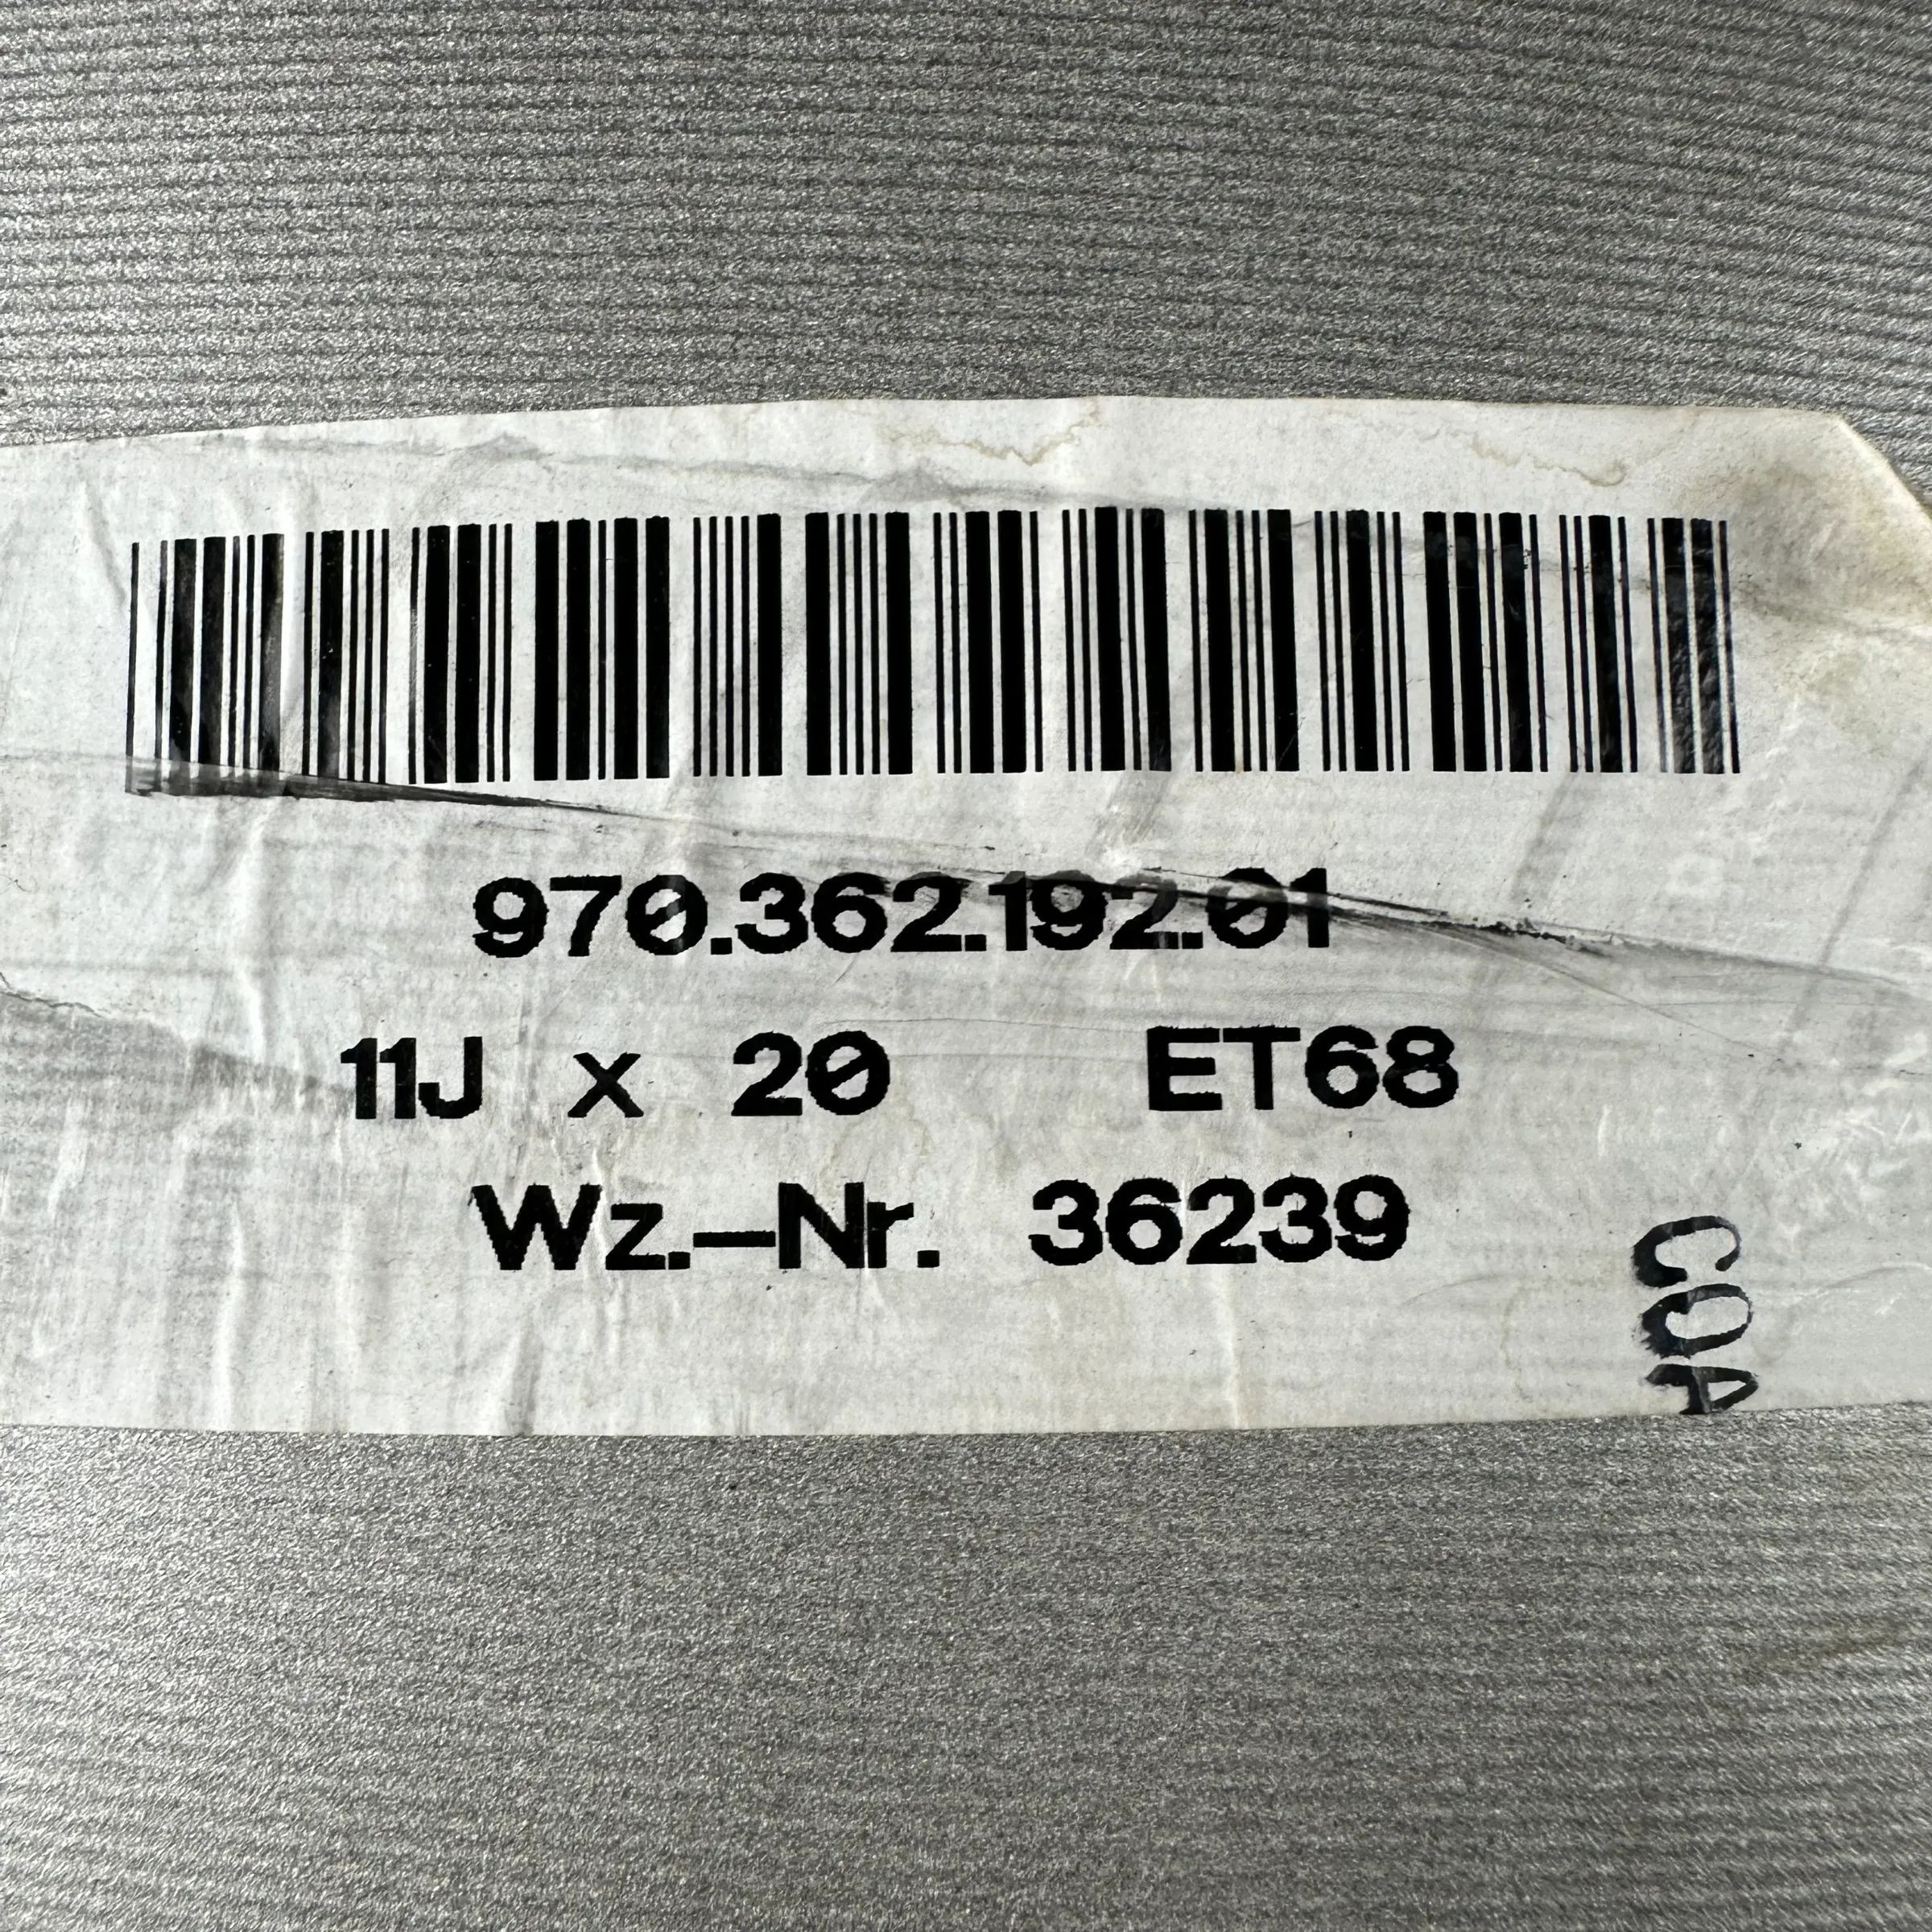 970.362.192.01
11J x 20 ET68
Wz.-Nr. 36239
COA